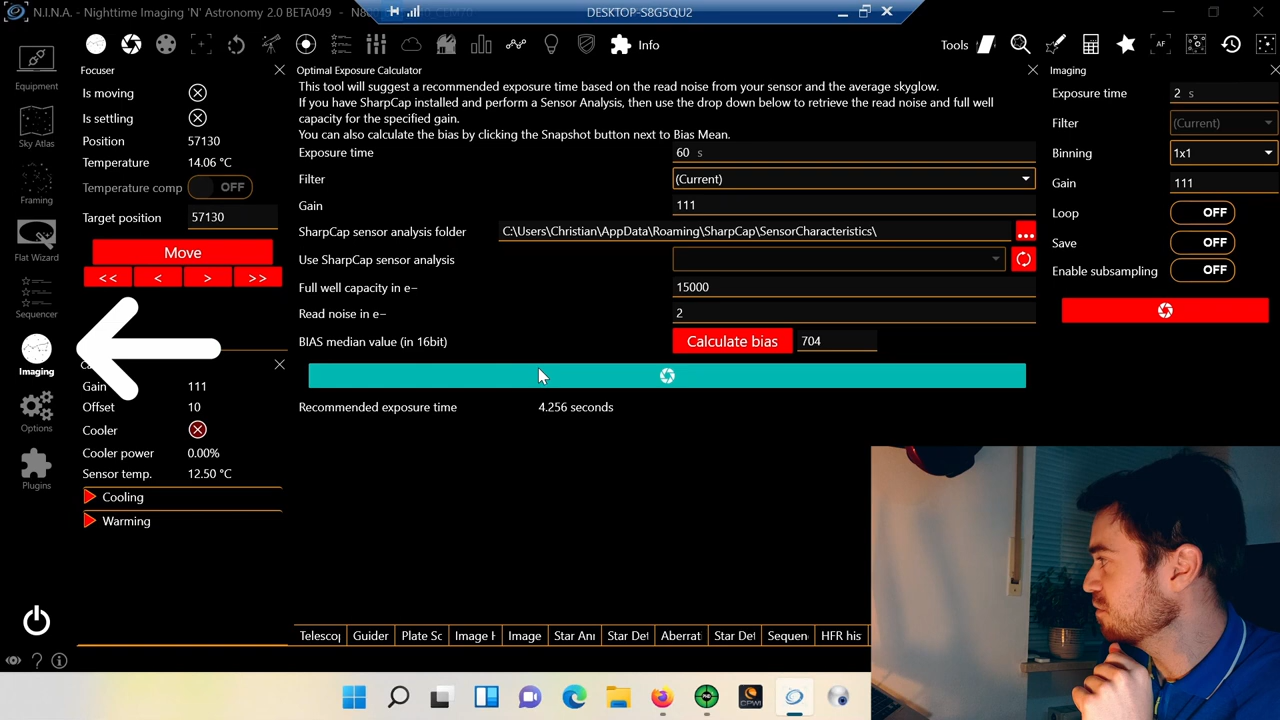 N.I.N.A. - Nighttime Imaging 'N' Astronomy 2.0 BETA049 - N8
DESKTOP-S8G5QU2
Info
Tools
Equipment
Sky Atlas
Framing
Flat Wizard
Sequencer
Imaging
Options
Plugins
Focuser
Is moving
Is settling
Position 57130
Temperature 14.06 °C
Temperature comp OFF
Target position 57130
Move
<< < > >>
Gain 111
Offset 10
Cooler
Cooler power 0.00%
Sensor temp. 12.50 °C
Cooling
Warming
Optimal Exposure Calculator
This tool will suggest a recommended exposure time based on the read noise from your sensor and the average skyglow.
If you have SharpCap installed and perform a Sensor Analysis, then use the drop down below to retrieve the read noise and full well
capacity for the specified gain.
You can also calculate the bias by clicking the Snapshot button next to Bias Mean.
Exposure time 60 s
Filter (Current)
Gain 111
SharpCap sensor analysis folder C:\Users\Christian\AppData\Roaming\SharpCap\SensorCharacteristics\ ...
Use SharpCap sensor analysis
Full well capacity in e− 15000
Read noise in e− 2
BIAS median value (in 16bit) Calculate bias 704
Recommended exposure time 4.256 seconds
Telescop Guider Plate So Image H Image Star Ann Star Det Aberrat Star Det Sequen HFR his
Imaging
Exposure time 2 s
Filter (Current)
Binning 1x1
Gain 111
Loop OFF
Save OFF
Enable subsampling OFF
AF
CPWI